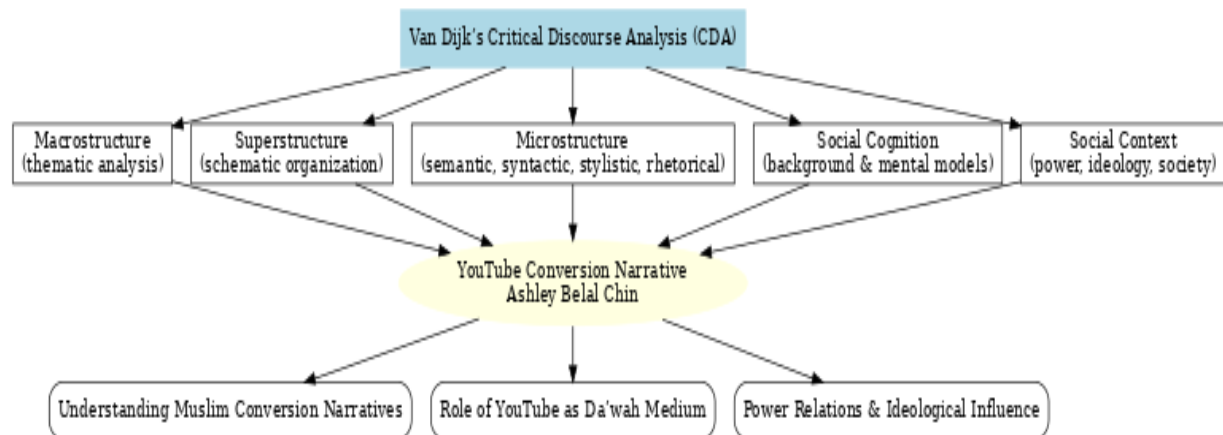 Van Dijk's Critical Discourse Analysis (CDA)
Macrostructure
(thematic analysis)
Superstructure
(schematic organization)
Microstructure
(semantic, syntactic, stylistic, rhetorical)
Social Cognition
(background & mental models)
Social Context
(power, ideology, society)
YouTube Conversion Narrative
Ashley Belal Chin
Understanding Muslim Conversion Narratives
Role of YouTube as Da'wah Medium
Power Relations & Ideological Influence